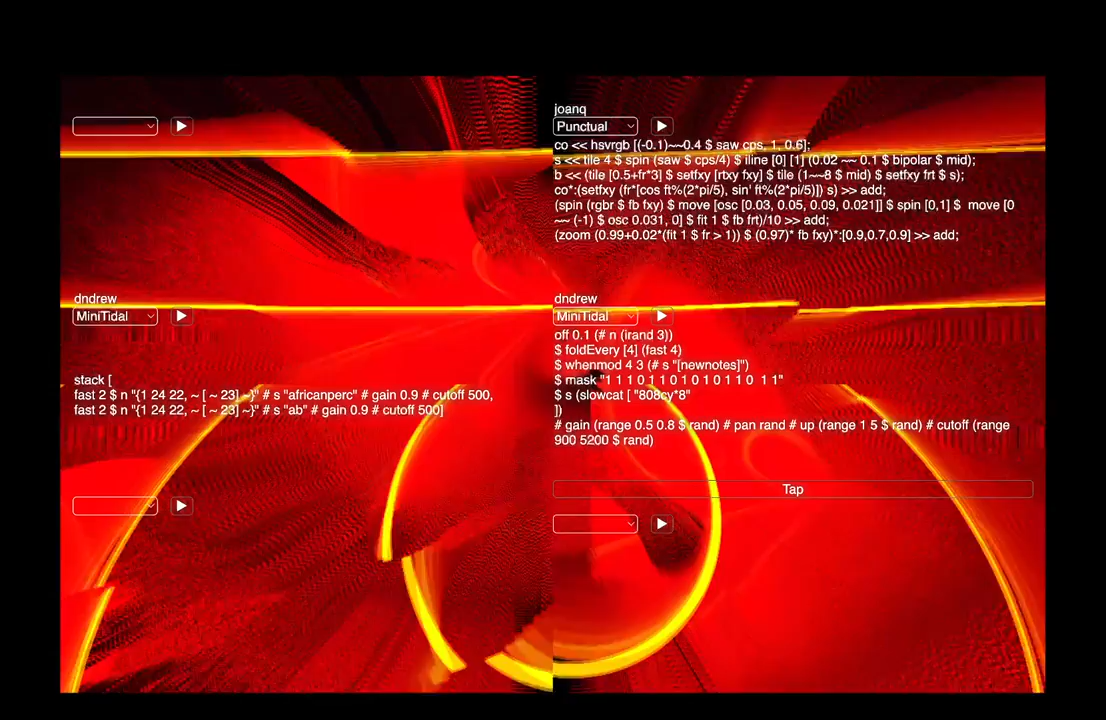 joanq
Punctual
co << hsvrgb [(-0.1)~~0.4 $ saw cps, 1, 0.6];
s << tile 4 $ spin (saw $ cps/4) $ iline [0] [1] (0.02 ~~ 0.1 $ bipolar $ mid);
b << (tile [0.5+fr*3] $ setfxy [rtxy fxy] $ tile (1~~8 $ mid) $ setfxy frt $ s);
co*:(setfxy (fr*[cos ft%(2*pi/5), sin' ft%(2*pi/5)]) s) >> add;
(spin (rgbr $ fb fxy) $ move [osc [0.03, 0.05, 0.09, 0.021]] $ spin [0,1] $  move [0
~~ (-1) $ osc 0.031, 0] $ fit 1 $ fb frt)/10 >> add;
(zoom (0.99+0.02*(fit 1 $ fr > 1)) $ (0.97)* fb fxy)*:[0.9,0.7,0.9] >> add;
dndrew
MiniTidal
stack [
fast 2 $ n "{1 24 22, ~ [ ~ 23] ~}" # s "africanperc" # gain 0.9 # cutoff 500,
fast 2 $ n "{1 24 22, ~ [ ~ 23] ~}" # s "ab" # gain 0.9 # cutoff 500]
dndrew
MiniTidal
off 0.1 (# n (irand 3))
$ foldEvery [4] (fast 4)
$ whenmod 4 3 (# s "[newnotes]")
$ mask "1 1 1 0 1 1 0 1 0 1 0 1 1 0  1 1"
$ s (slowcat [ "808cy*8"
])
# gain (range 0.5 0.8 $ rand) # pan rand # up (range 1 5 $ rand) # cutoff (range
900 5200 $ rand)
Tap